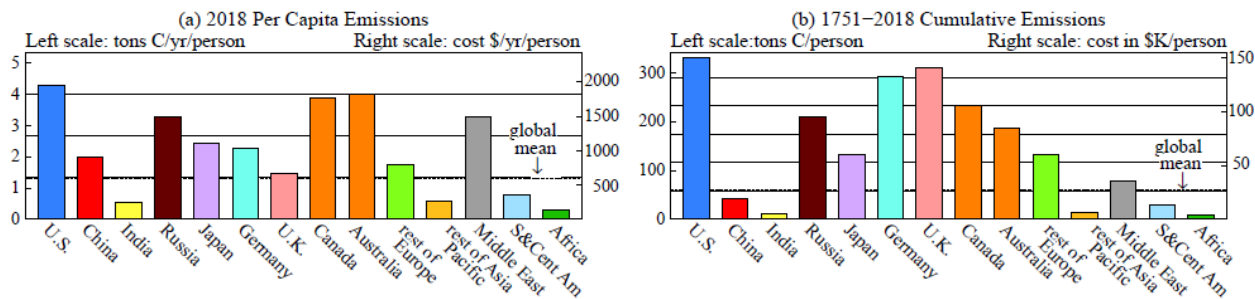 (a) 2018 Per Capita Emissions
Left scale: tons C/yr/person
Right scale: cost $/yr/person
5
4
3
2
1
0
2000
1500
1000
500
global
mean
U.S.
China
India
Russia
Japan
Germany
U.K.
Canada
Australia
rest of
Europe
rest of Asia
Pacific
Middle East
S&Cent Am
Africa
(b) 1751−2018 Cumulative Emissions
Left scale:tons C/person
Right scale: cost in $K/person
300
200
100
0
150
100
50
global
mean
U.S.
China
India
Russia
Japan
Germany
U.K.
Canada
Australia
rest of
Europe
rest of Asia
Pacific
Middle East
S&Cent Am
Africa